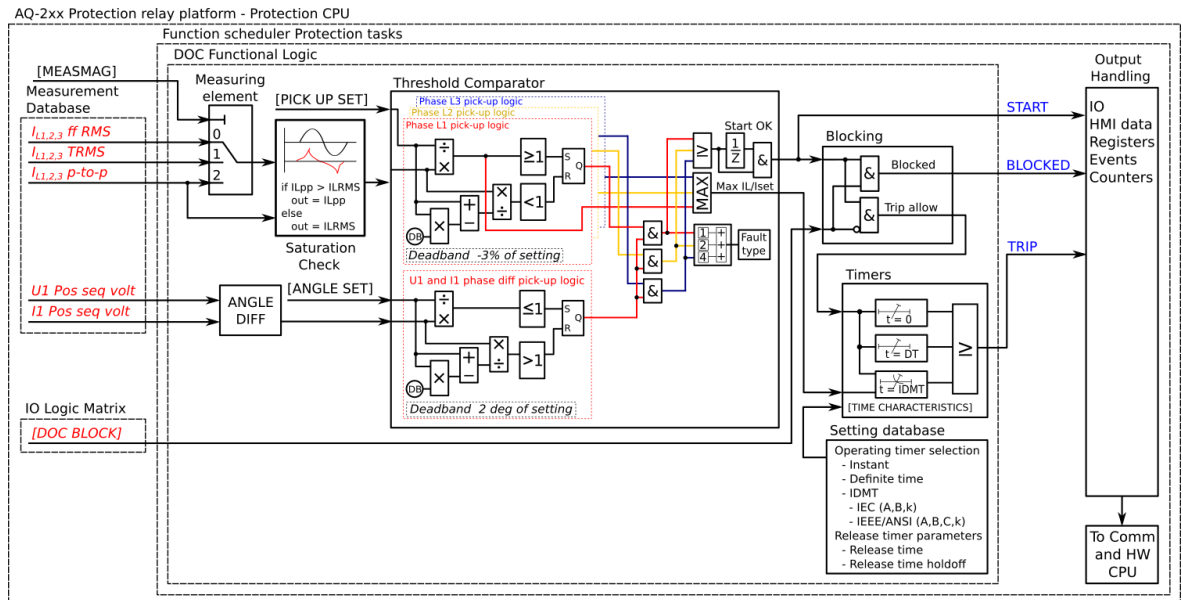 AQ-2xx Protection relay platform - Protection CPU
Function scheduler Protection tasks
DOC Functional Logic
[MEASMAG]
Measurement
Database
IL1,2,3 ff RMS
IL1,2,3 TRMS
IL1,2,3 p-to-p
Measuring
element
0
1
2
[PICK UP SET]
if ILpp > ILRMS
out = ILpp
else
out = ILRMS
Saturation
Check
U1 Pos seq volt
I1 Pos seq volt
ANGLE
DIFF
[ANGLE SET]
IO Logic Matrix
[DOC BLOCK]
Threshold Comparator
Phase L3 pick-up logic
Phase L2 pick-up logic
Phase L1 pick-up logic
÷
×
≥1
S
Q
R
×
÷
<1
+
−
DB
×
Deadband -3% of setting
U1 and I1 phase diff pick-up logic
÷
×
≤1
S
Q
R
×
÷
>1
+
−
DB
×
Deadband 2 deg of setting
&
&
&
≥
MAX
Start OK
1
Z
&
Max IL/Iset
1 +
2 +
4 +
Fault
type
Blocking
&
Blocked
&
Trip allow
Timers
t = 0
t = DT
t = IDMT
≥
[TIME CHARACTERISTICS]
Setting database
Operating timer selection
- Instant
- Definite time
- IDMT
- IEC (A,B,k)
- IEEE/ANSI (A,B,C,k)
Release timer parameters
- Release time
- Release time holdoff
START
BLOCKED
TRIP
Output
Handling
IO
HMI data
Registers
Events
Counters
To Comm
and HW
CPU